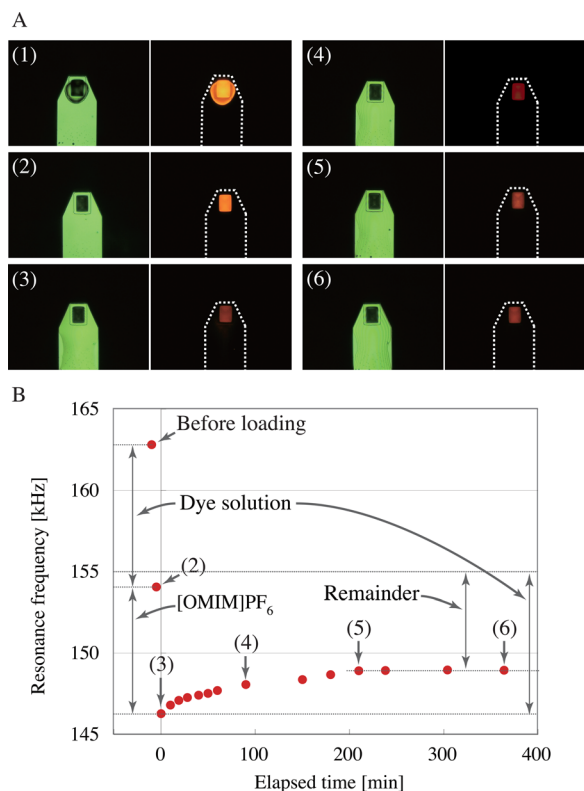 A
(1)
(4)
(2)
(5)
(3)
(6)
B
165
160
155
150
145
Resonance frequency [kHz]
Before loading
Dye solution
(2)
[OMIM]PF6
Remainder
(3)
(4)
(5)
(6)
0
100
200
300
400
Elapsed time [min]